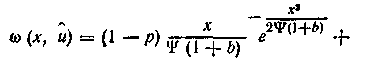 ω (x, û) = (1 − p) x / Ψ (1 + b) e^{− x² / 2Ψ(1+b)} +